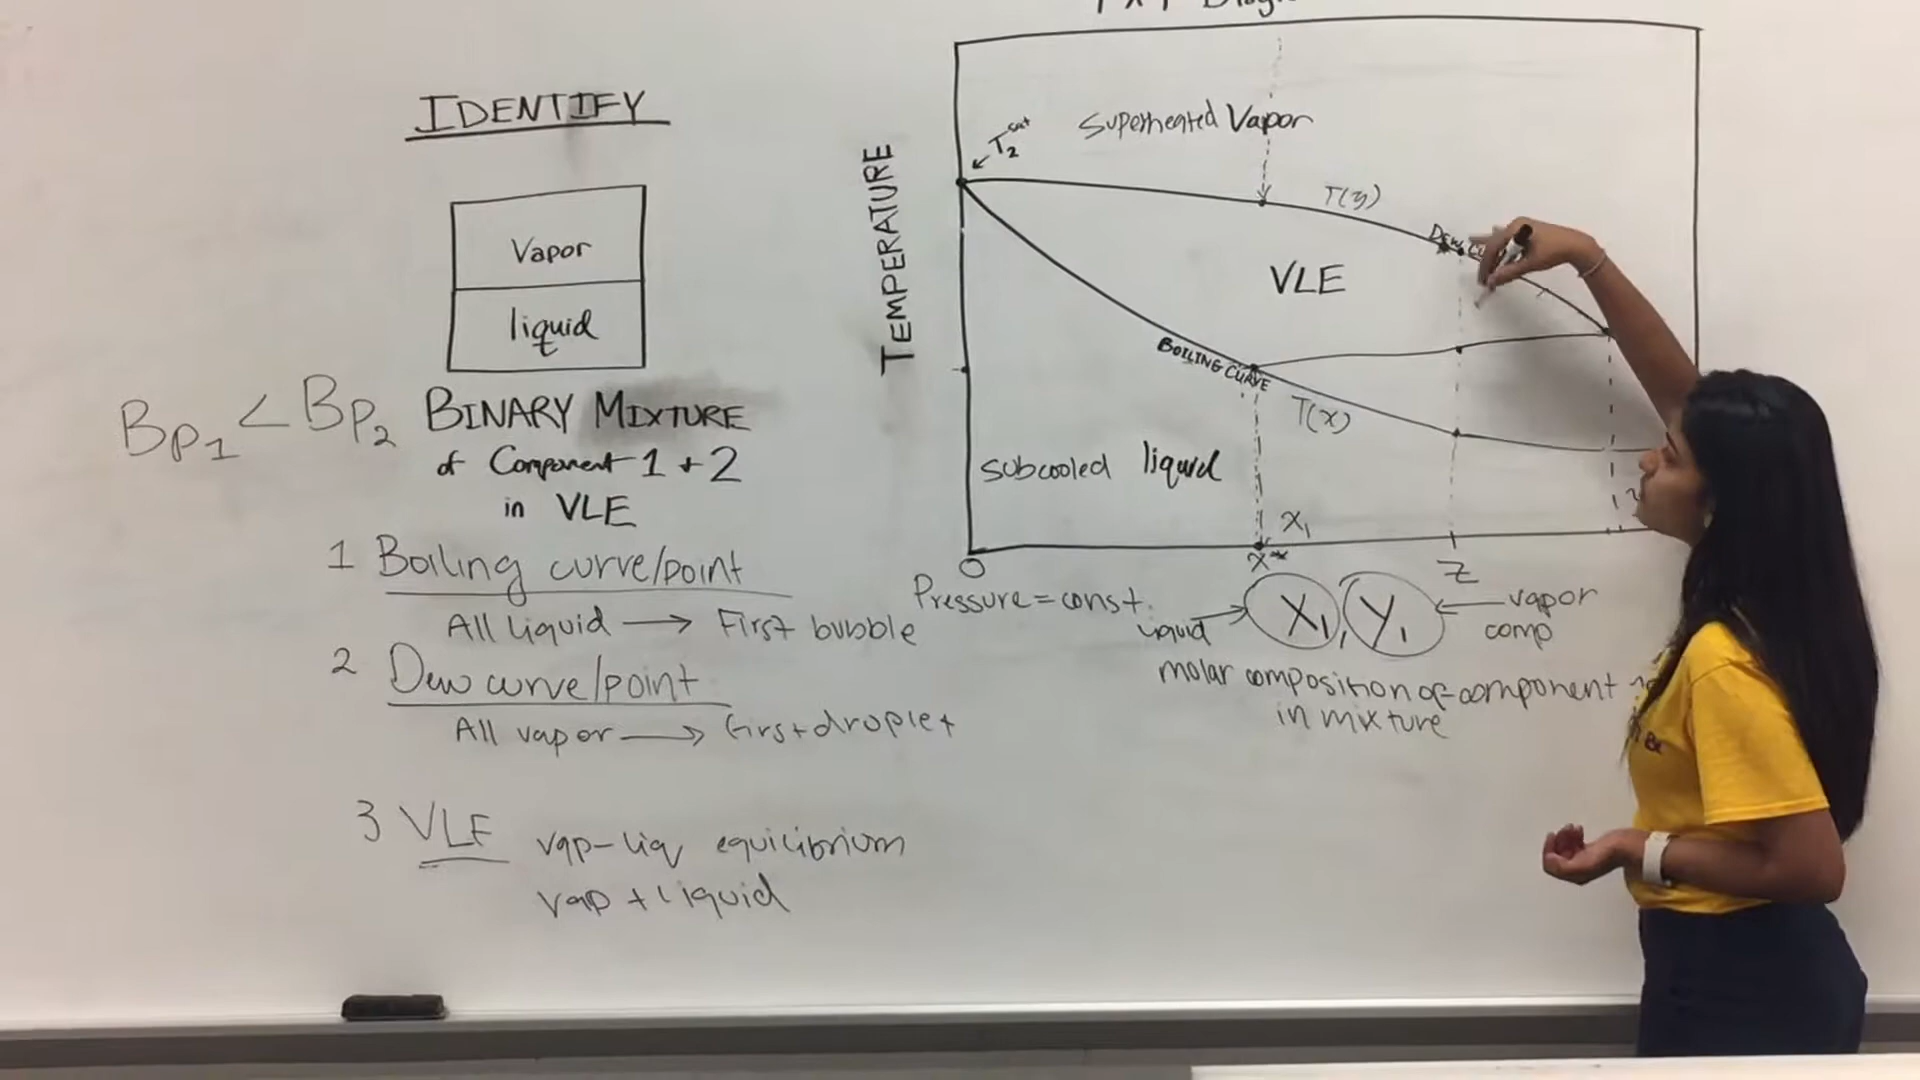 IDENTIFY
Vapor
liquid
Bp1 < Bp2
BINARY MIXTURE
of Component 1 + 2
in VLE
1 Boiling curve/point
All liquid → First bubble
2 Dew curve/point
All vapor → first droplet
3 VLE vap-liq equilibrium
vap + liquid
TEMPERATURE
T2sat
Superheated Vapor
T(y)
Dew
VLE
BOILING CURVE
T(x)
Subcooled liquid
X1
O
X*
Z
Pressure = const.
liquid → X1, Y1 ← vapor comp
molar composition of component
in mixture